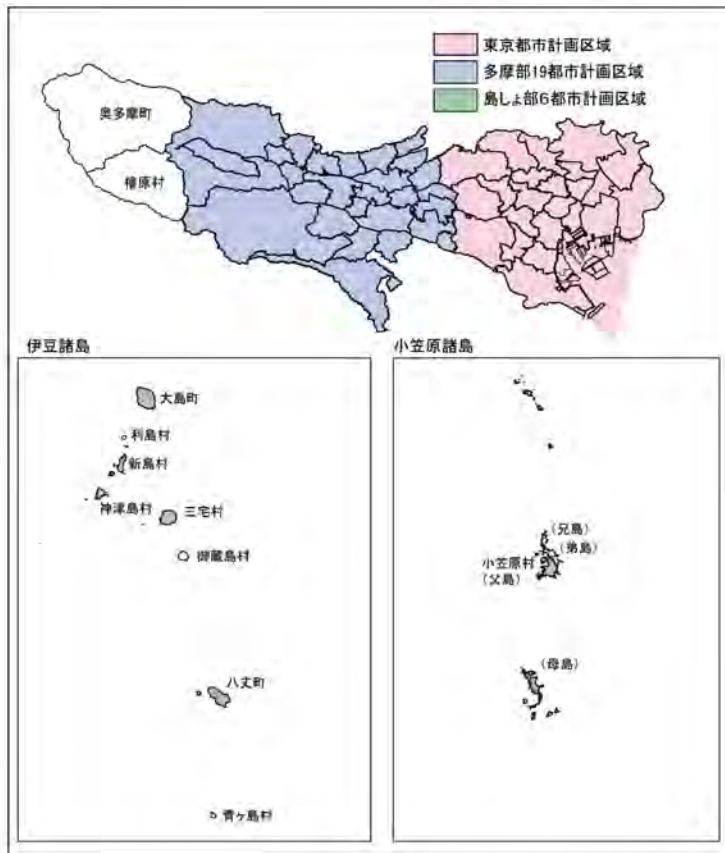 東京都市計画区域
多摩部19都市計画区域
島しょ部6都市計画区域
奥多摩町
檜原村
伊豆諸島
大島町
利島村
新島村
神津島村
三宅村
御蔵島村
八丈町
青ヶ島村
小笠原諸島
(兄島)
(弟島)
小笠原村
(父島)
(母島)